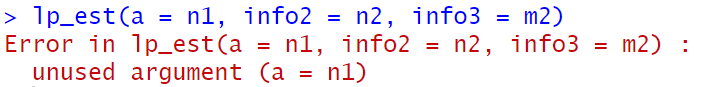 > lp_est(a = n1, info2 = n2, info3 = m2)
Error in lp_est(a = n1, info2 = n2, info3 = m2) :
  unused argument (a = n1)